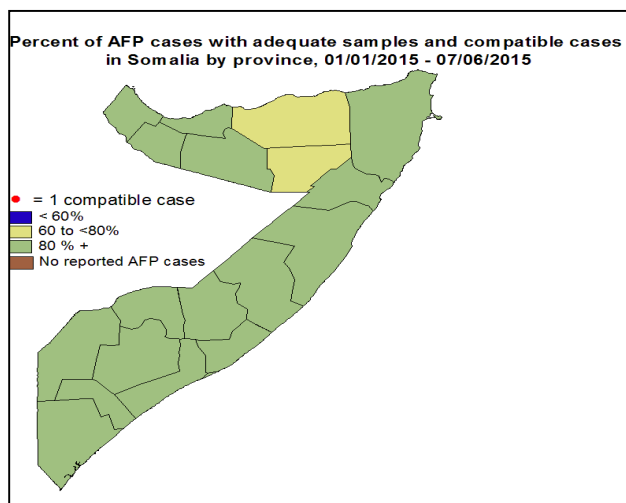 Percent of AFP cases with adequate samples and compatible cases
in Somalia by province, 01/01/2015 - 07/06/2015
= 1 compatible case
< 60%
60 to <80%
80 % +
No reported AFP cases